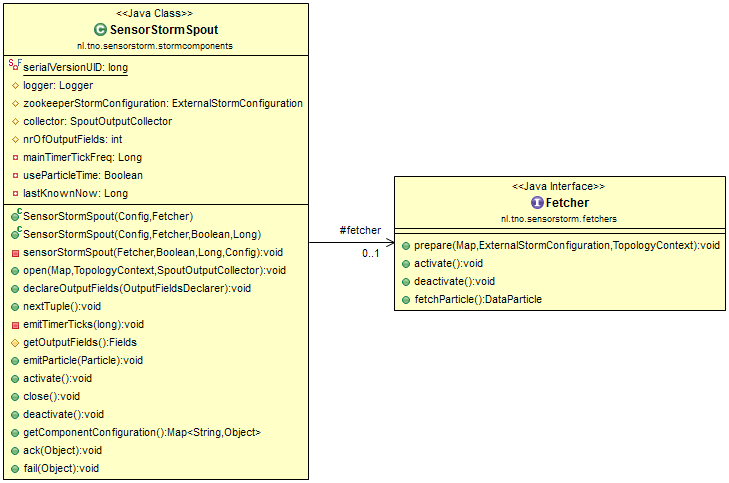 <<Java Class>>
SensorStormSpout
nl.tno.sensorstorm.stormcomponents
serialVersionUID: long
logger: Logger
zookeeperStormConfiguration: ExternalStormConfiguration
collector: SpoutOutputCollector
nrOfOutputFields: int
mainTimerTickFreq: Long
useParticleTime: Boolean
lastKnownNow: Long
SensorStormSpout(Config,Fetcher)
SensorStormSpout(Config,Fetcher,Boolean,Long)
sensorStormSpout(Fetcher,Boolean,Long,Config):void
open(Map,TopologyContext,SpoutOutputCollector):void
declareOutputFields(OutputFieldsDeclarer):void
nextTuple():void
emitTimerTicks(long):void
getOutputFields():Fields
emitParticle(Particle):void
activate():void
close():void
deactivate():void
getComponentConfiguration():Map<String,Object>
ack(Object):void
fail(Object):void
#fetcher
0..1
<<Java Interface>>
Fetcher
nl.tno.sensorstorm.fetchers
prepare(Map,ExternalStormConfiguration,TopologyContext):void
activate():void
deactivate():void
fetchParticle():DataParticle